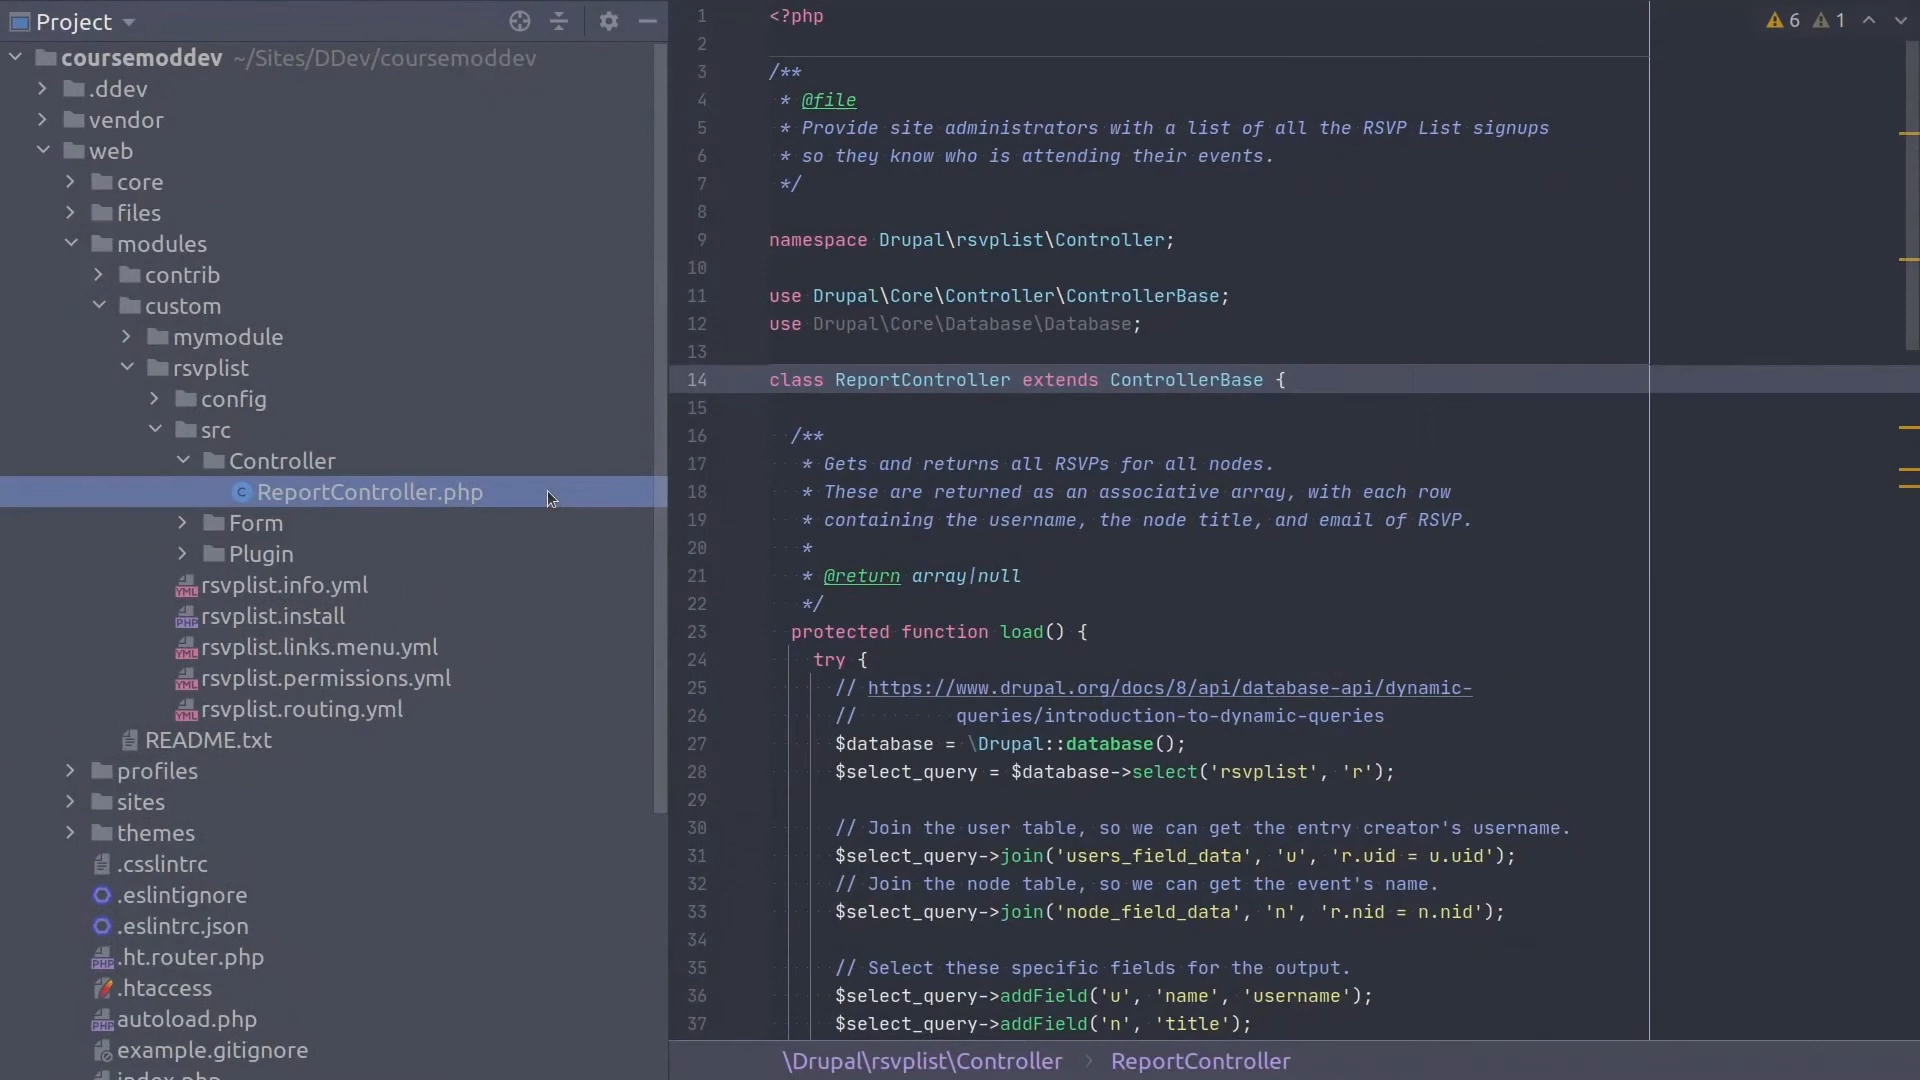 Project
coursemoddev ~/Sites/DDev/coursemoddev
.ddev
vendor
web
core
files
modules
contrib
custom
mymodule
rsvplist
config
src
Controller
ReportController.php
Form
Plugin
rsvplist.info.yml
rsvplist.install
rsvplist.links.menu.yml
rsvplist.permissions.yml
rsvplist.routing.yml
README.txt
profiles
sites
themes
.csslintrc
.eslintignore
.eslintrc.json
.ht.router.php
.htaccess
autoload.php
example.gitignore
index.php
6 1
1 <?php
2
3 /**
4 * @file
5 * Provide site administrators with a list of all the RSVP List signups
6 * so they know who is attending their events.
7 */
8
9 namespace Drupal\rsvplist\Controller;
10
11 use Drupal\Core\Controller\ControllerBase;
12 use Drupal\Core\Database\Database;
13
14 class ReportController extends ControllerBase {
15
16 /**
17 * Gets and returns all RSVPs for all nodes.
18 * These are returned as an associative array, with each row
19 * containing the username, the node title, and email of RSVP.
20 *
21 * @return array|null
22 */
23 protected function load() {
24 try {
25 // https://www.drupal.org/docs/8/api/database-api/dynamic-
26 // queries/introduction-to-dynamic-queries
27 $database = \Drupal::database();
28 $select_query = $database->select('rsvplist', 'r');
29
30 // Join the user table, so we can get the entry creator's username.
31 $select_query->join('users_field_data', 'u', 'r.uid = u.uid');
32 // Join the node table, so we can get the event's name.
33 $select_query->join('node_field_data', 'n', 'r.nid = n.nid');
34
35 // Select these specific fields for the output.
36 $select_query->addField('u', 'name', 'username');
37 $select_query->addField('n', 'title');
\Drupal\rsvplist\Controller > ReportController